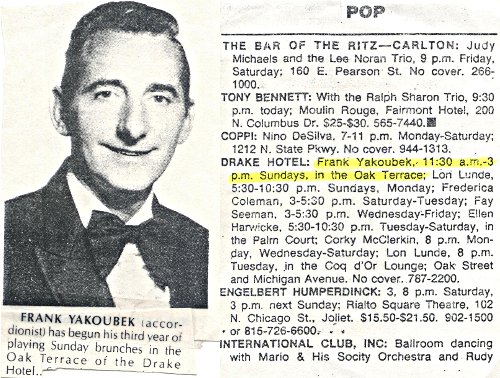 FRANK YAKOUBEK (accor-
dionist) has begun his third year of
playing Sunday brunches in the
Oak Terrace of the Drake
Hotel..
POP
THE BAR OF THE RITZ—CARLTON: Judy
Michaels and the Lee Noran Trio, 9 p.m. Friday,
Saturday; 160 E. Pearson St. No cover. 266-
1000.
TONY BENNETT: With the Ralph Sharon Trio, 9:30
p.m. today; Moulin Rouge, Fairmont Hotel, 200
N. Columbus Dr. $25-$30. 565-7440.
COPPI: Nino DeSilva, 7-11 p.m. Monday-Saturday;
1212 N. State Pkwy. No cover. 944-1313.
DRAKE HOTEL: Frank Yakoubek, 11:30 a.m.-3
p.m. Sundays, in the Oak Terrace; Lon Lunde,
5:30-10:30 p.m. Sundays, Monday; Frederica
Coleman, 3-5:30 p.m. Saturday-Tuesday; Fay
Seeman, 3-5:30 p.m. Wednesday-Friday; Ellen
Harwicke, 5:30-10:30 p.m. Tuesday-Saturday, in
the Palm Court; Corky McClerkin, 8 p.m. Mon-
day, Wednesday-Saturday; Lon Lunde, 8 p.m.
Tuesday, in the Coq d'Or Lounge; Oak Street
and Michigan Avenue. No cover. 787-2200.
ENGELBERT HUMPERDINCK: 3, 8 p.m. Saturday,
3 p.m. next Sunday; Rialto Square Theatre, 102
N. Chicago St., Joliet. $15.50-$21.50. 902-1500
or 815-726-6600.
INTERNATIONAL CLUB, INC: Ballroom dancing
with Mario & His Socity Orchestra and Rudy